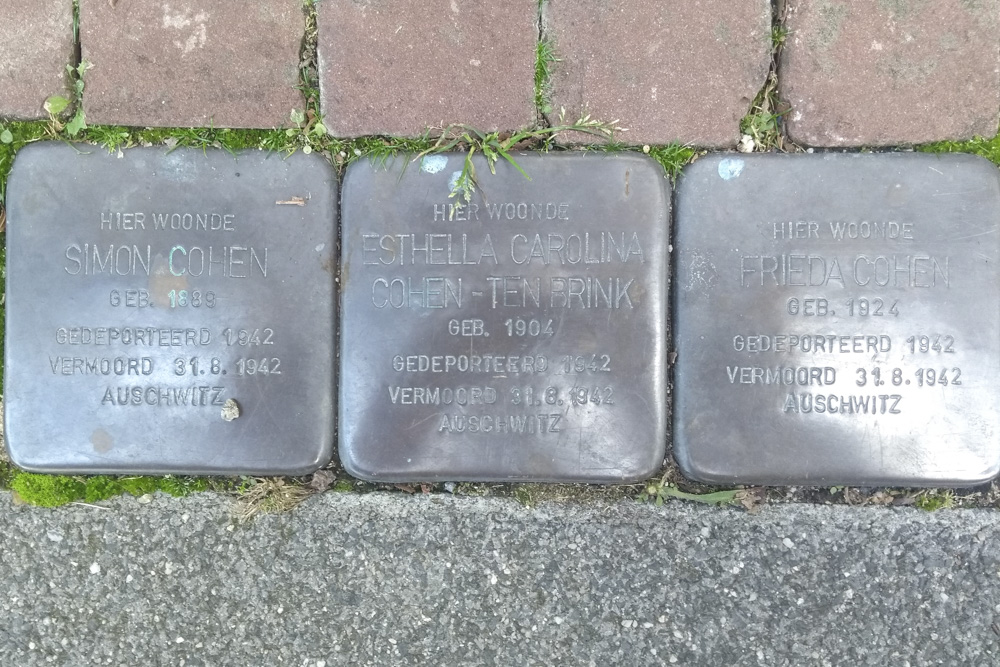 HIER WOONDE
SIMON COHEN
GEB. 1889
GEDEPORTEERD 1942
VERMOORD 31.8.1942
AUSCHWITZ
HIER WOONDE
ESTHELLA CAROLINA
COHEN - TEN BRINK
GEB. 1904
GEDEPORTEERD 1942
VERMOORD 31.8.1942
AUSCHWITZ
HIER WOONDE
FRIEDA COHEN
GEB. 1924
GEDEPORTEERD 1942
VERMOORD 31.8.1942
AUSCHWITZ